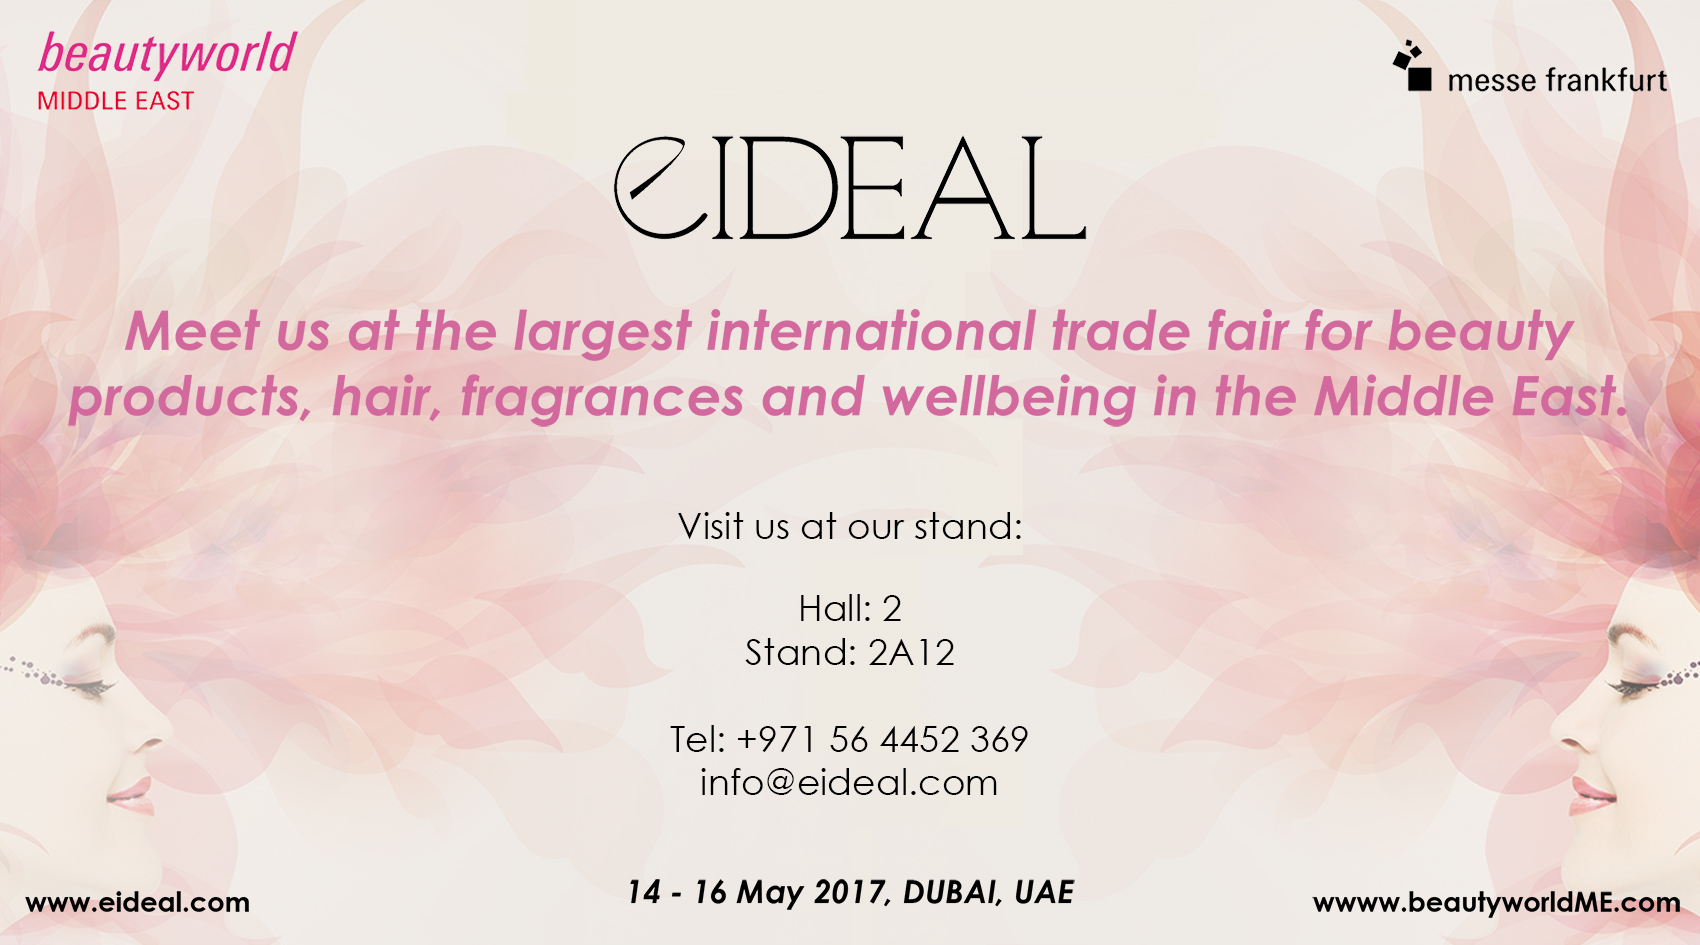 beautyworld
MIDDLE EAST
messe frankfurt
eIDEAL
Meet us at the largest international trade fair for beauty
products, hair, fragrances and wellbeing in the Middle East.
Visit us at our stand:
Hall: 2
Stand: 2A12
Tel: +971 56 4452 369
info@eideal.com
www.eideal.com
14 - 16 May 2017, DUBAI, UAE
wwww.beautyworldME.com